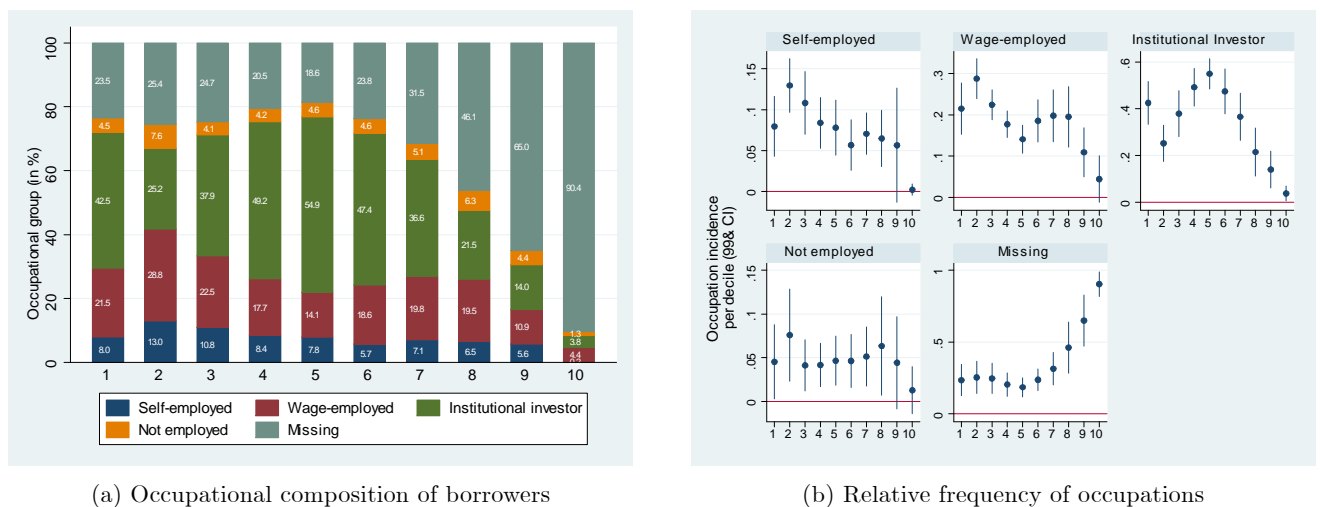 Occupational group (in %)
100
80
60
40
20
0
23.5 25.4 24.7 20.5 18.6 23.8 31.5 46.1 65.0 90.4
4.5 7.6 4.1 4.2 4.6 4.6 5.1 6.3 4.4 1.3
42.5 25.2 37.9 49.2 54.9 47.4 36.6 21.5 14.0 3.8
21.5 28.8 22.5 17.7 14.1 18.6 19.8 19.5 10.9 4.4
8.0 13.0 10.8 8.4 7.8 5.7 7.1 6.5 5.6
1 2 3 4 5 6 7 8 9 10
Self-employed Wage-employed Institutional investor
Not employed Missing
(a) Occupational composition of borrowers
Occupation incidence
per decile (99& CI)
Self-employed
.15
.1
.05
0
1 2 3 4 5 6 7 8 9 10
Wage-employed
.3
.2
.1
0
1 2 3 4 5 6 7 8 9 10
Institutional Investor
.6
.4
.2
0
1 2 3 4 5 6 7 8 9 10
Not employed
.15
.1
.05
0
1 2 3 4 5 6 7 8 9 10
Missing
1
.5
0
1 2 3 4 5 6 7 8 9 10
(b) Relative frequency of occupations